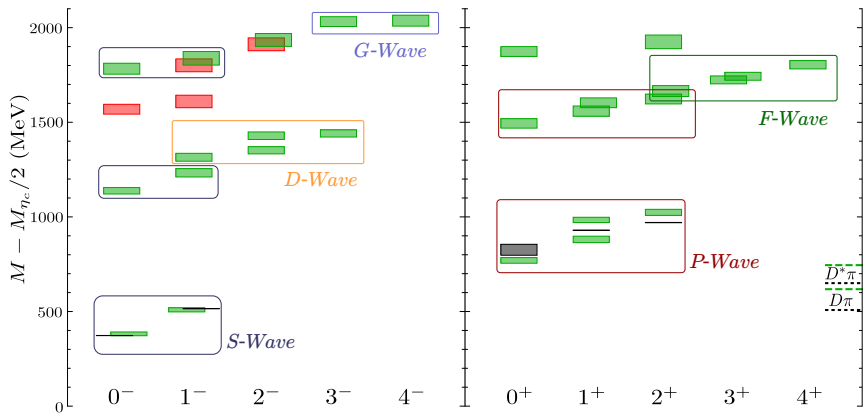 2000
1500
1000
500
0
M − M_{η_c}/2 (MeV)
G-Wave
D-Wave
S-Wave
F-Wave
P-Wave
D*π
Dπ
0⁻ 1⁻ 2⁻ 3⁻ 4⁻
0⁺ 1⁺ 2⁺ 3⁺ 4⁺